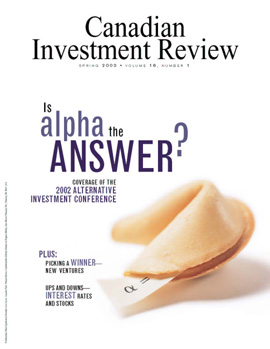 Canadian
Investment Review
SPRING 2003 • VOLUME 16, NUMBER 1
Is
alpha the
ANSWER?
COVERAGE OF THE
2002 ALTERNATIVE
INVESTMENT CONFERENCE
PLUS:
PICKING A WINNER—
NEW VENTURES
UPS AND DOWNS—
INTEREST RATES
AND STOCKS
α =